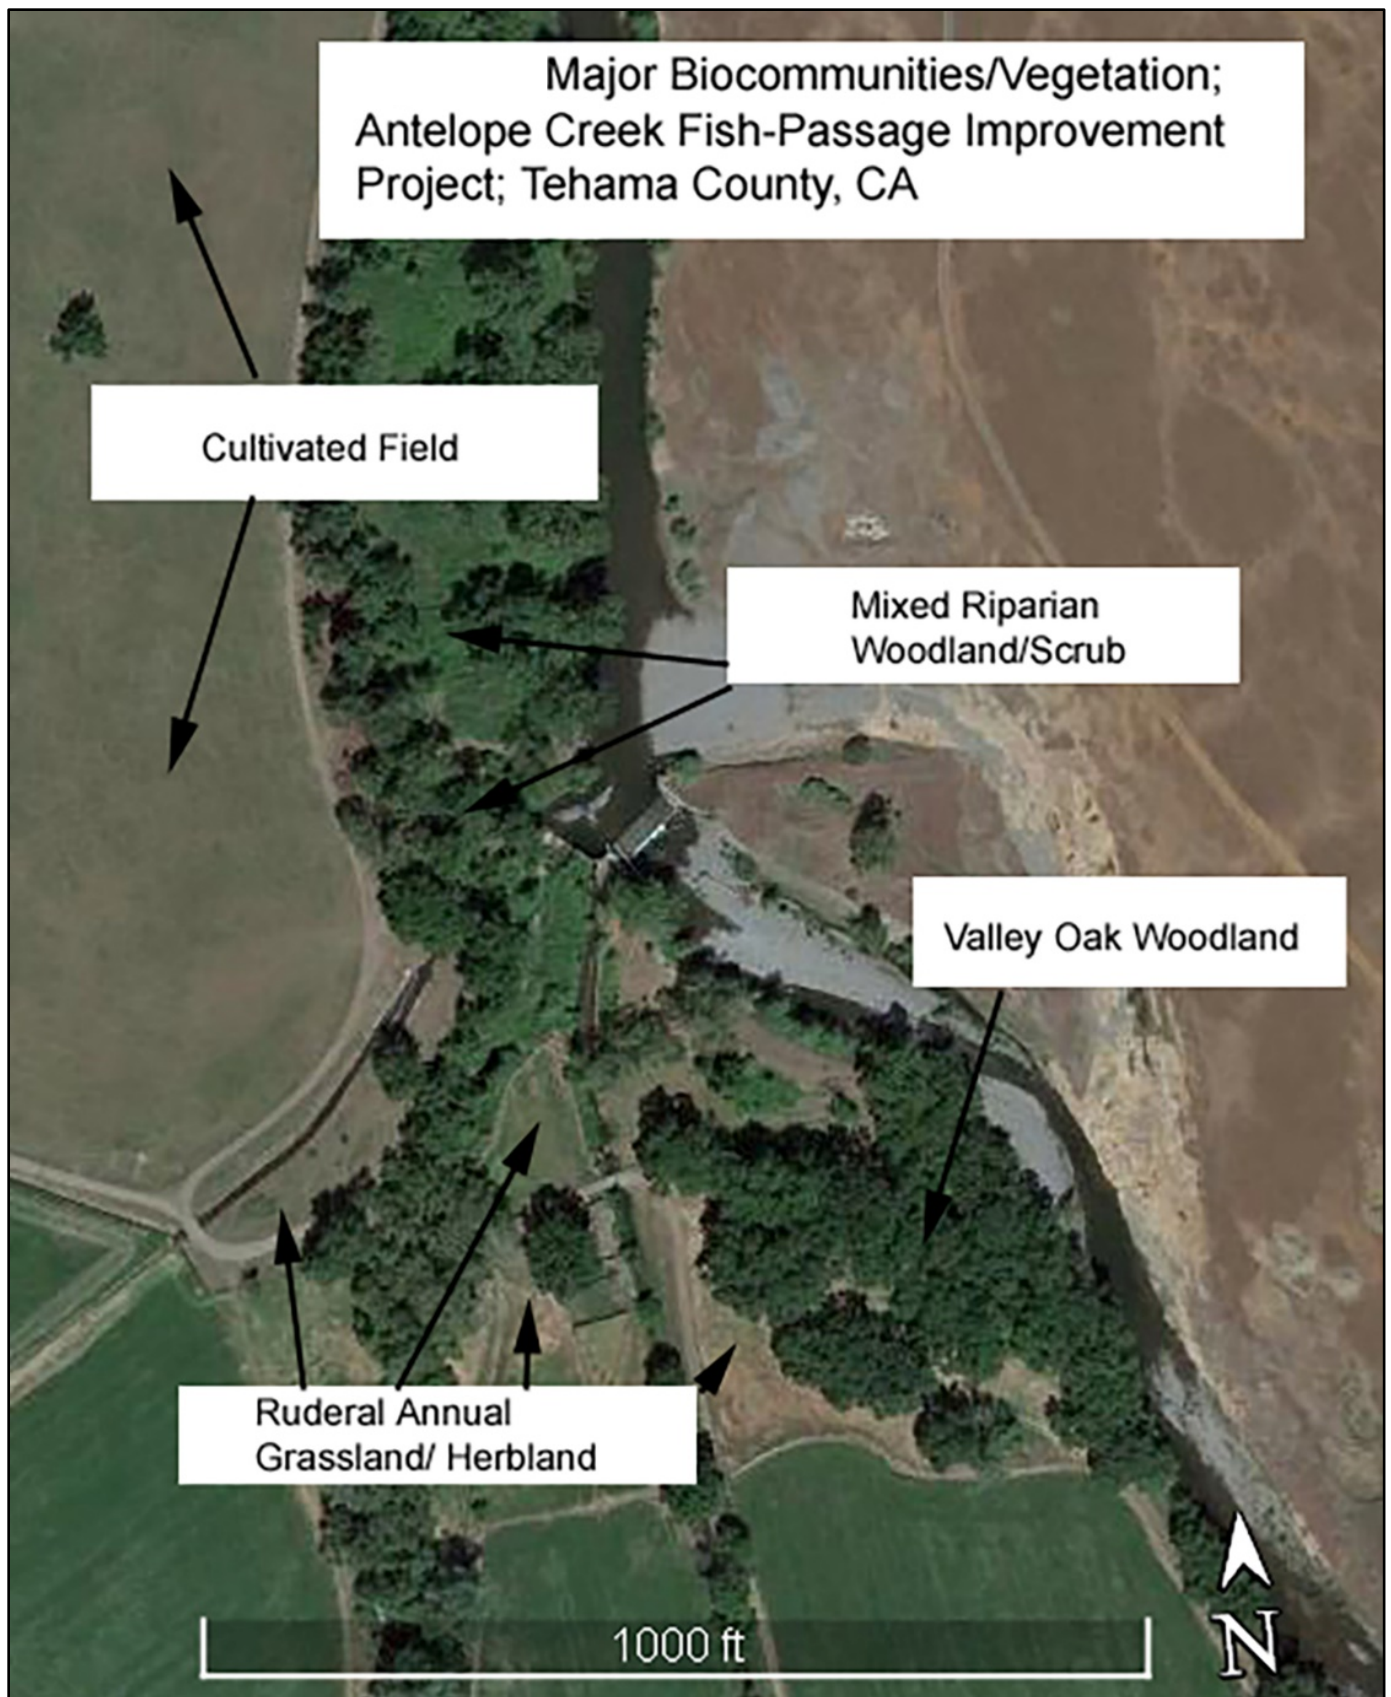 Major Biocommunities/Vegetation;
Antelope Creek Fish-Passage Improvement
Project; Tehama County, CA
Cultivated Field
Mixed Riparian
Woodland/Scrub
Valley Oak Woodland
Ruderal Annual
Grassland/ Herbland
1000 ft
N